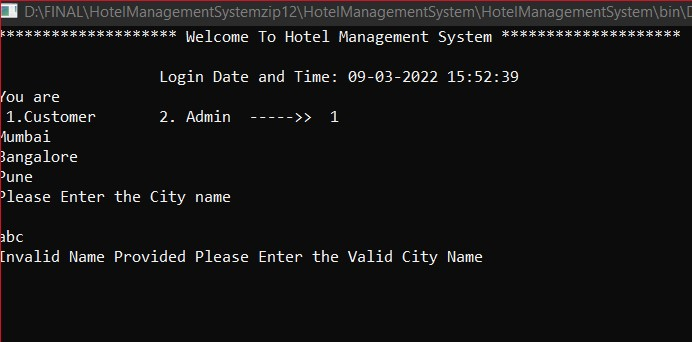 D:\FINAL\HotelManagementSystemzip12\HotelManagementSystem\HotelManagementSystem\bin\D
******************** Welcome To Hotel Management System ********************
Login Date and Time: 09-03-2022 15:52:39
You are
1.Customer 2. Admin ----->> 1
Mumbai
Bangalore
Pune
Please Enter the City name
abc
Invalid Name Provided Please Enter the Valid City Name